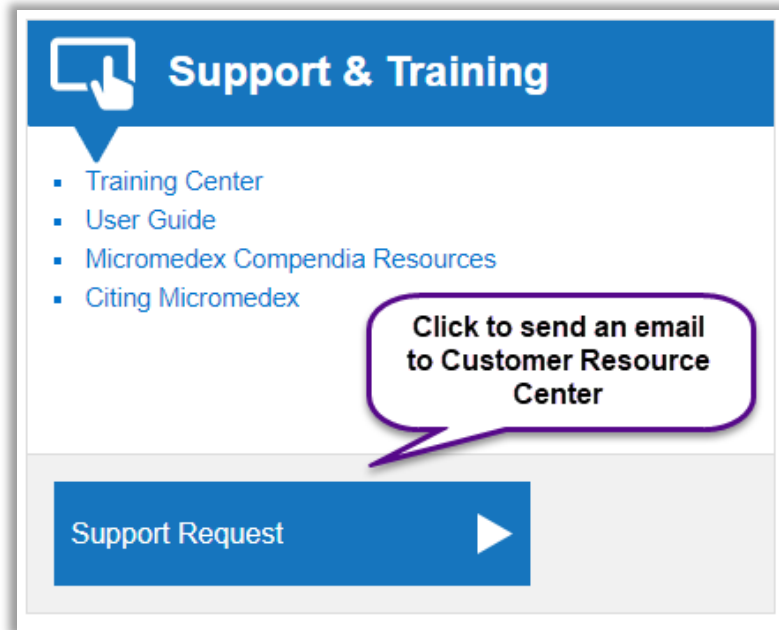 Support & Training
Training Center
User Guide
Micromedex Compendia Resources
Citing Micromedex
Click to send an email
to Customer Resource
Center
Support Request